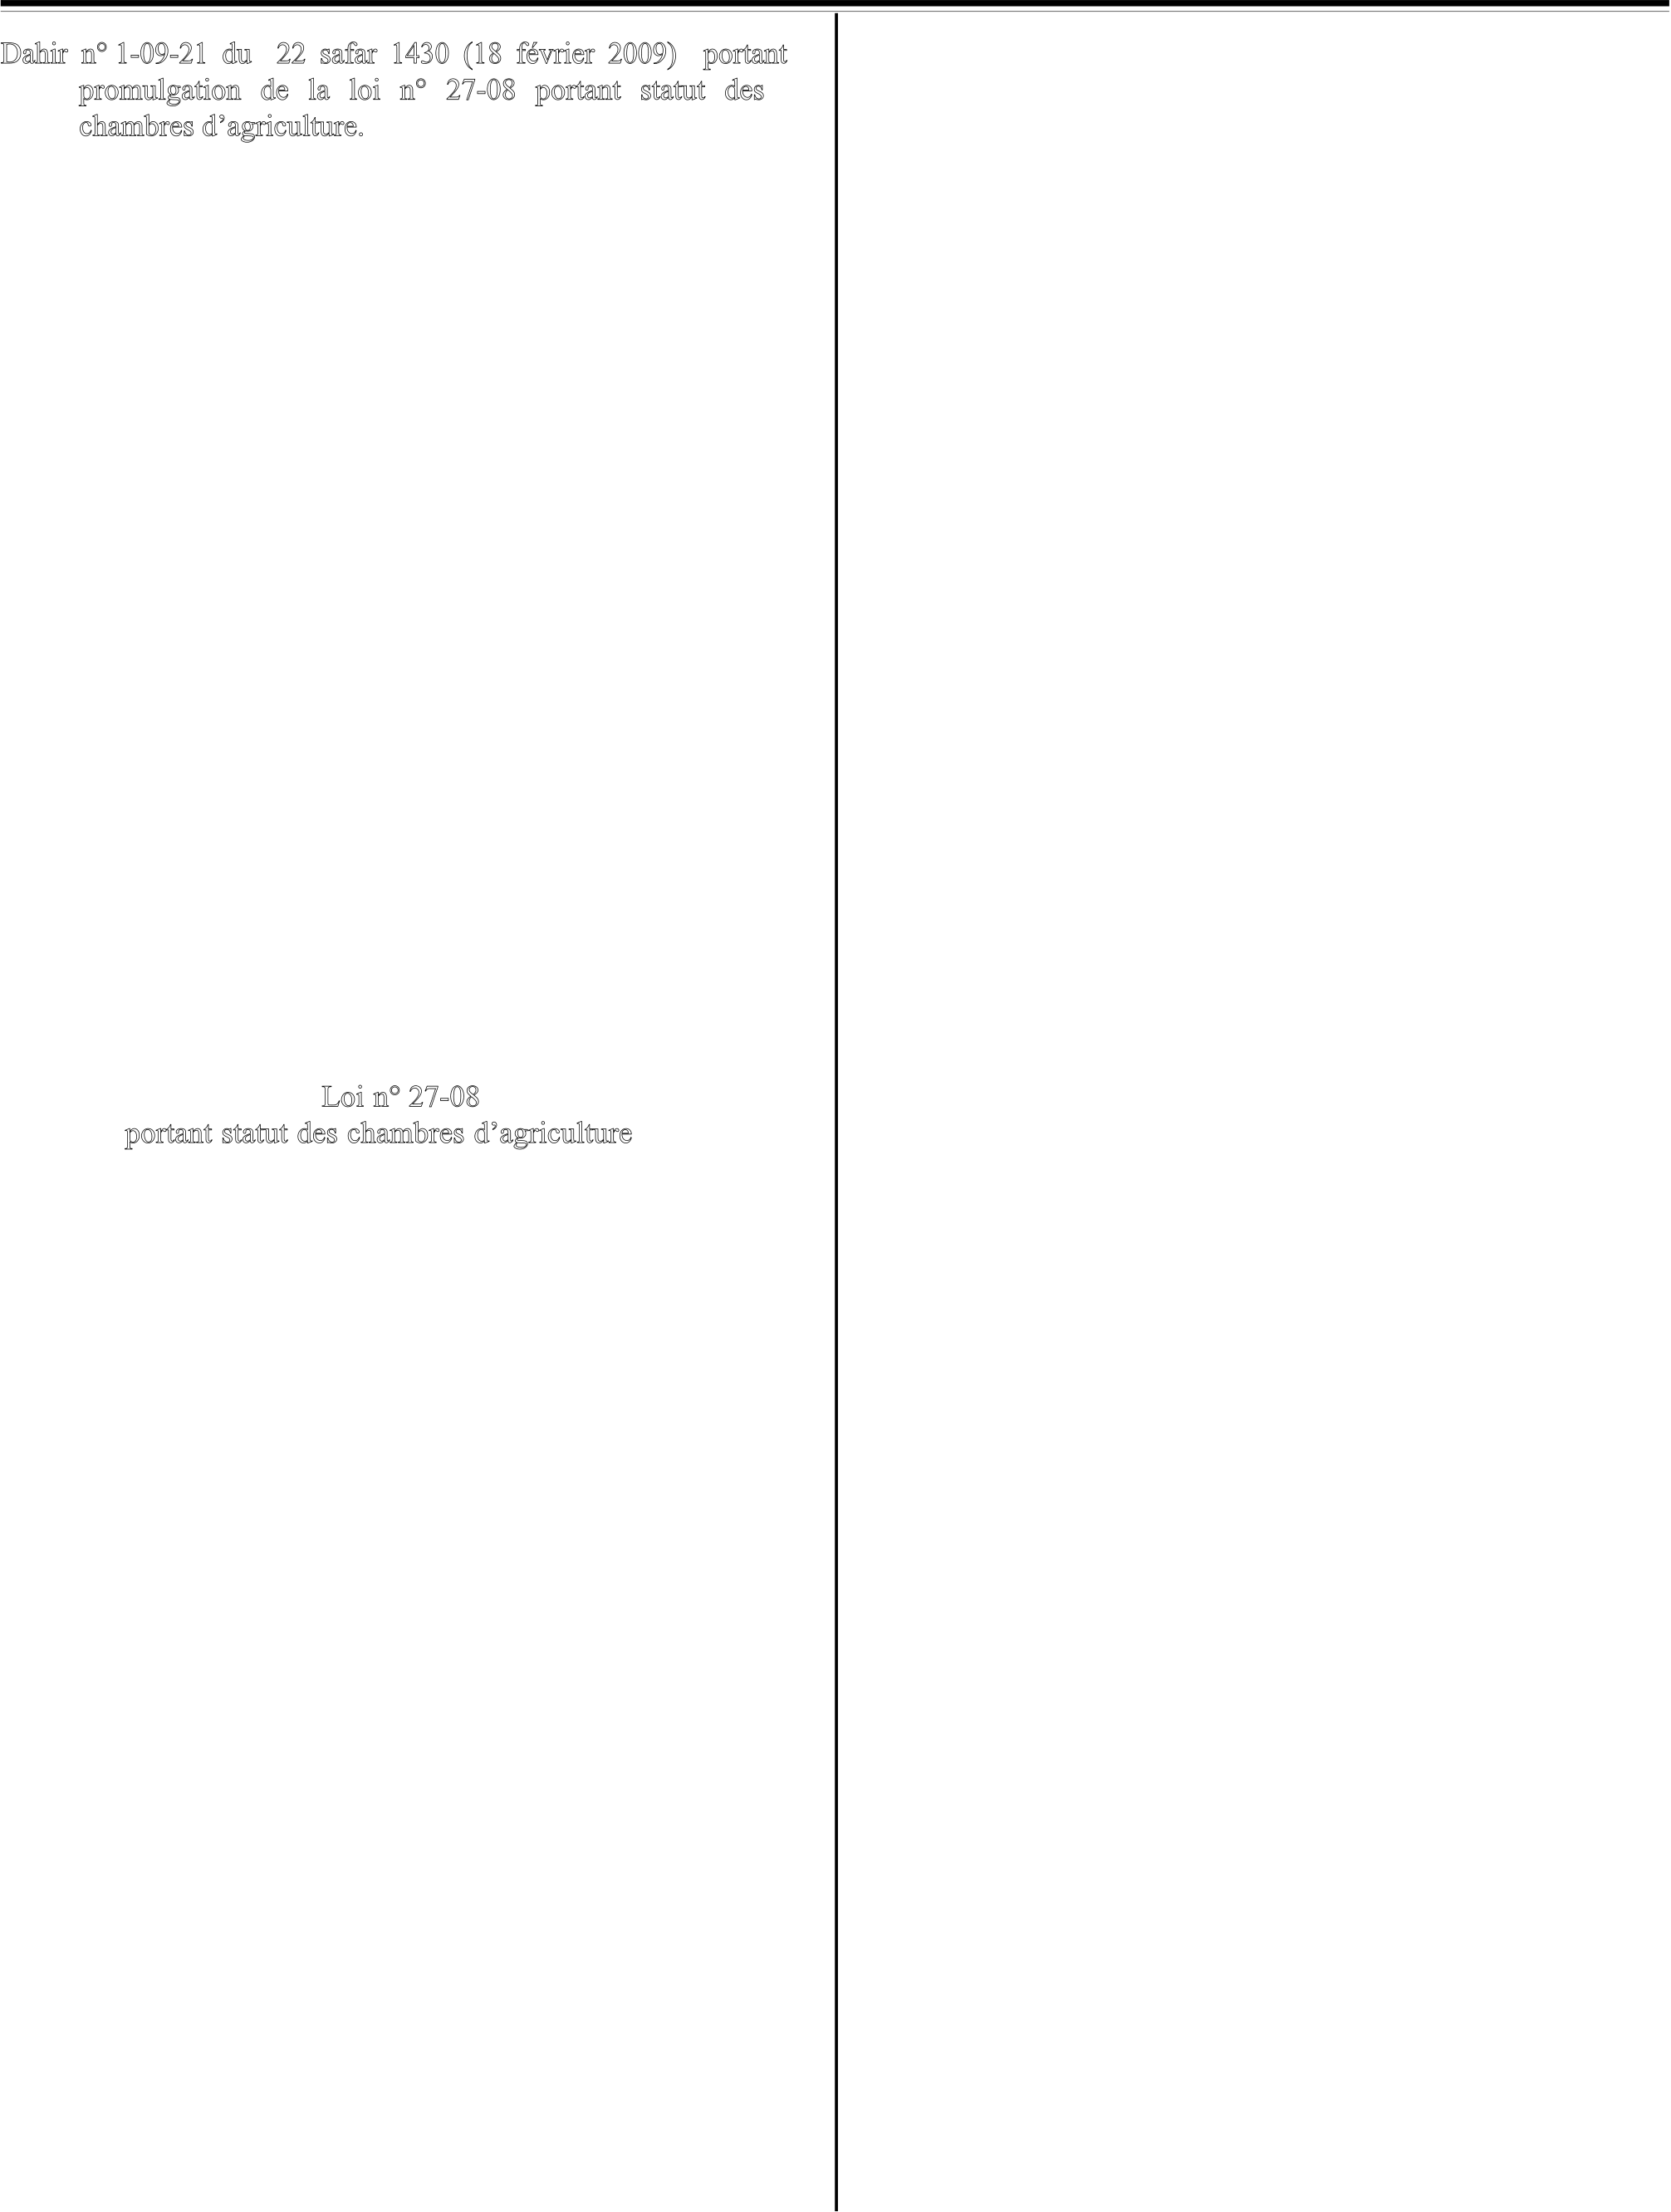 Dahir n° 1-09-21 du 22 safar 1430 (18 février 2009) portant
promulgation de la loi n° 27-08 portant statut des
chambres d’agriculture.
Loi n° 27-08
portant statut des chambres d’agriculture